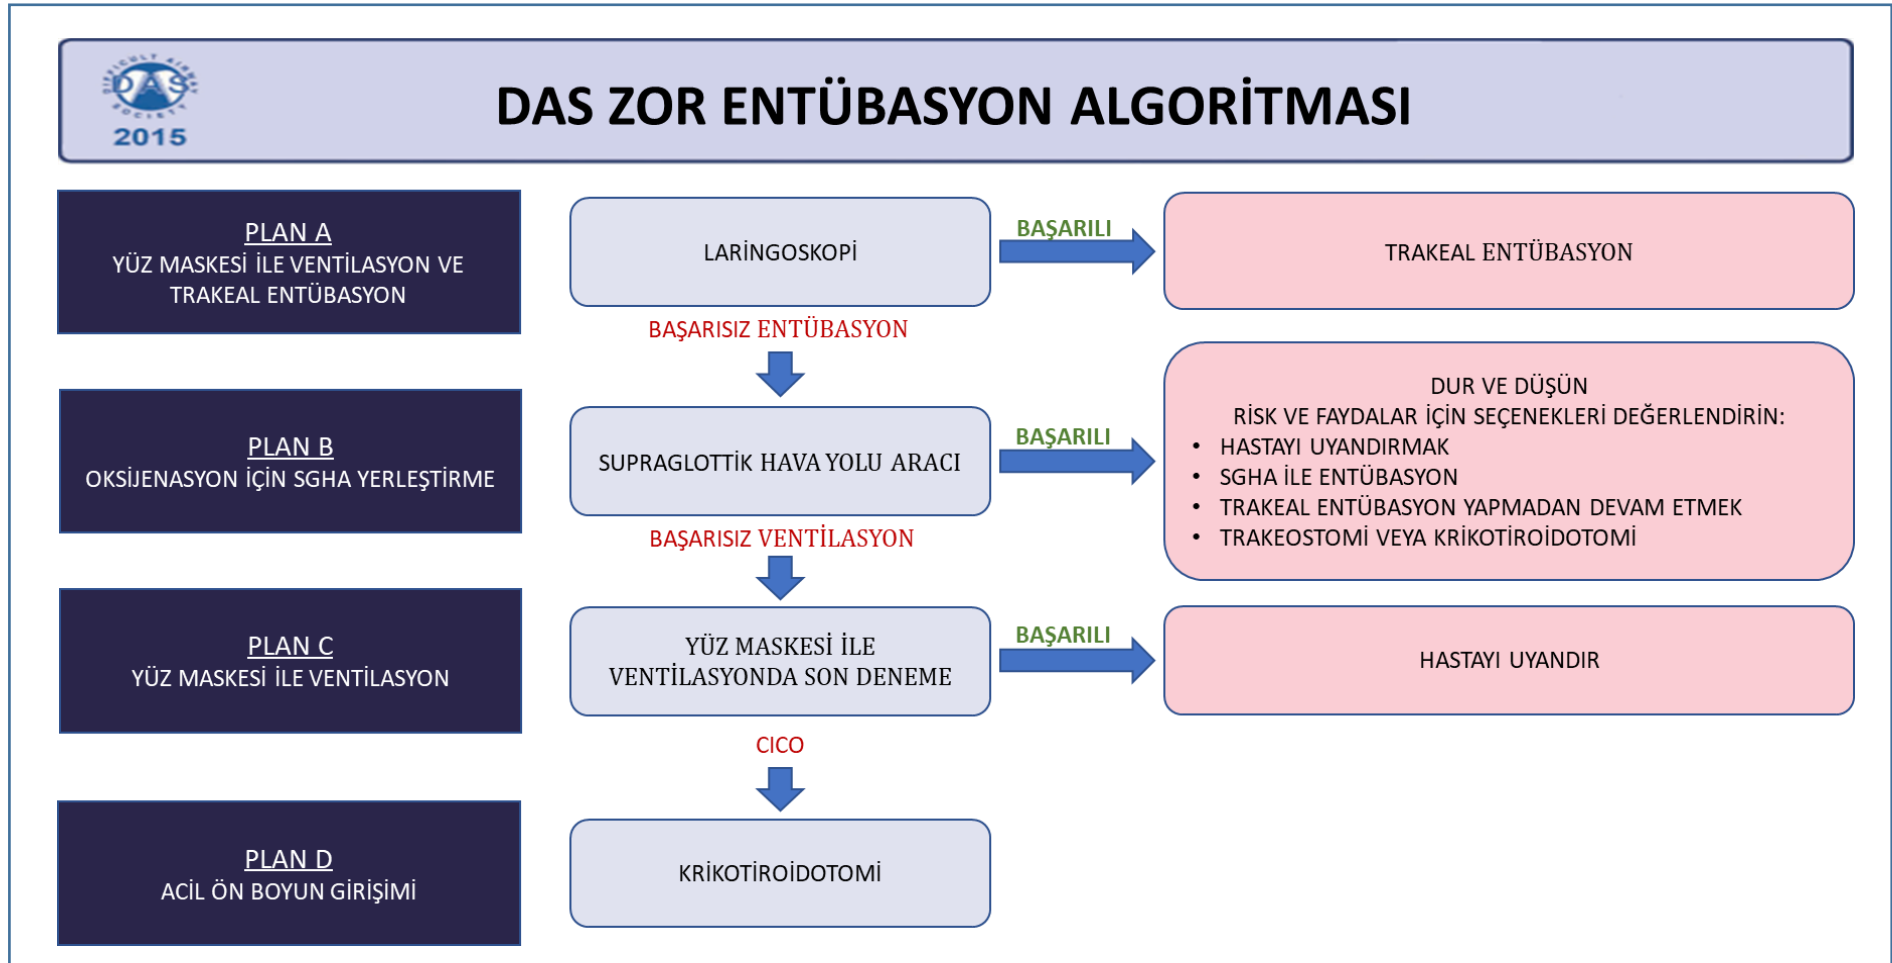 DIFFICULT AIRWAY
DAS
SOCIETY
2015
DAS ZOR ENTÜBASYON ALGORİTMASI
PLAN A
YÜZ MASKESİ İLE VENTİLASYON VE
TRAKEAL ENTÜBASYON
LARİNGOSKOPİ
BAŞARILI
TRAKEAL ENTÜBASYON
BAŞARISIZ ENTÜBASYON
PLAN B
OKSİJENASYON İÇİN SGHA YERLEŞTİRME
SUPRAGLOTTİK HAVA YOLU ARACI
BAŞARILI
DUR VE DÜŞÜN
RİSK VE FAYDALAR İÇİN SEÇENEKLERİ DEĞERLENDİRİN:
• HASTAYI UYANDIRMAK
• SGHA İLE ENTÜBASYON
• TRAKEAL ENTÜBASYON YAPMADAN DEVAM ETMEK
• TRAKEOSTOMİ VEYA KRİKOTİROİDOTOMİ
BAŞARISIZ VENTİLASYON
PLAN C
YÜZ MASKESİ İLE VENTİLASYON
YÜZ MASKESİ İLE
VENTİLASYONDA SON DENEME
BAŞARILI
HASTAYI UYANDIR
CICO
PLAN D
ACİL ÖN BOYUN GİRİŞİMİ
KRİKOTİROİDOTOMİ